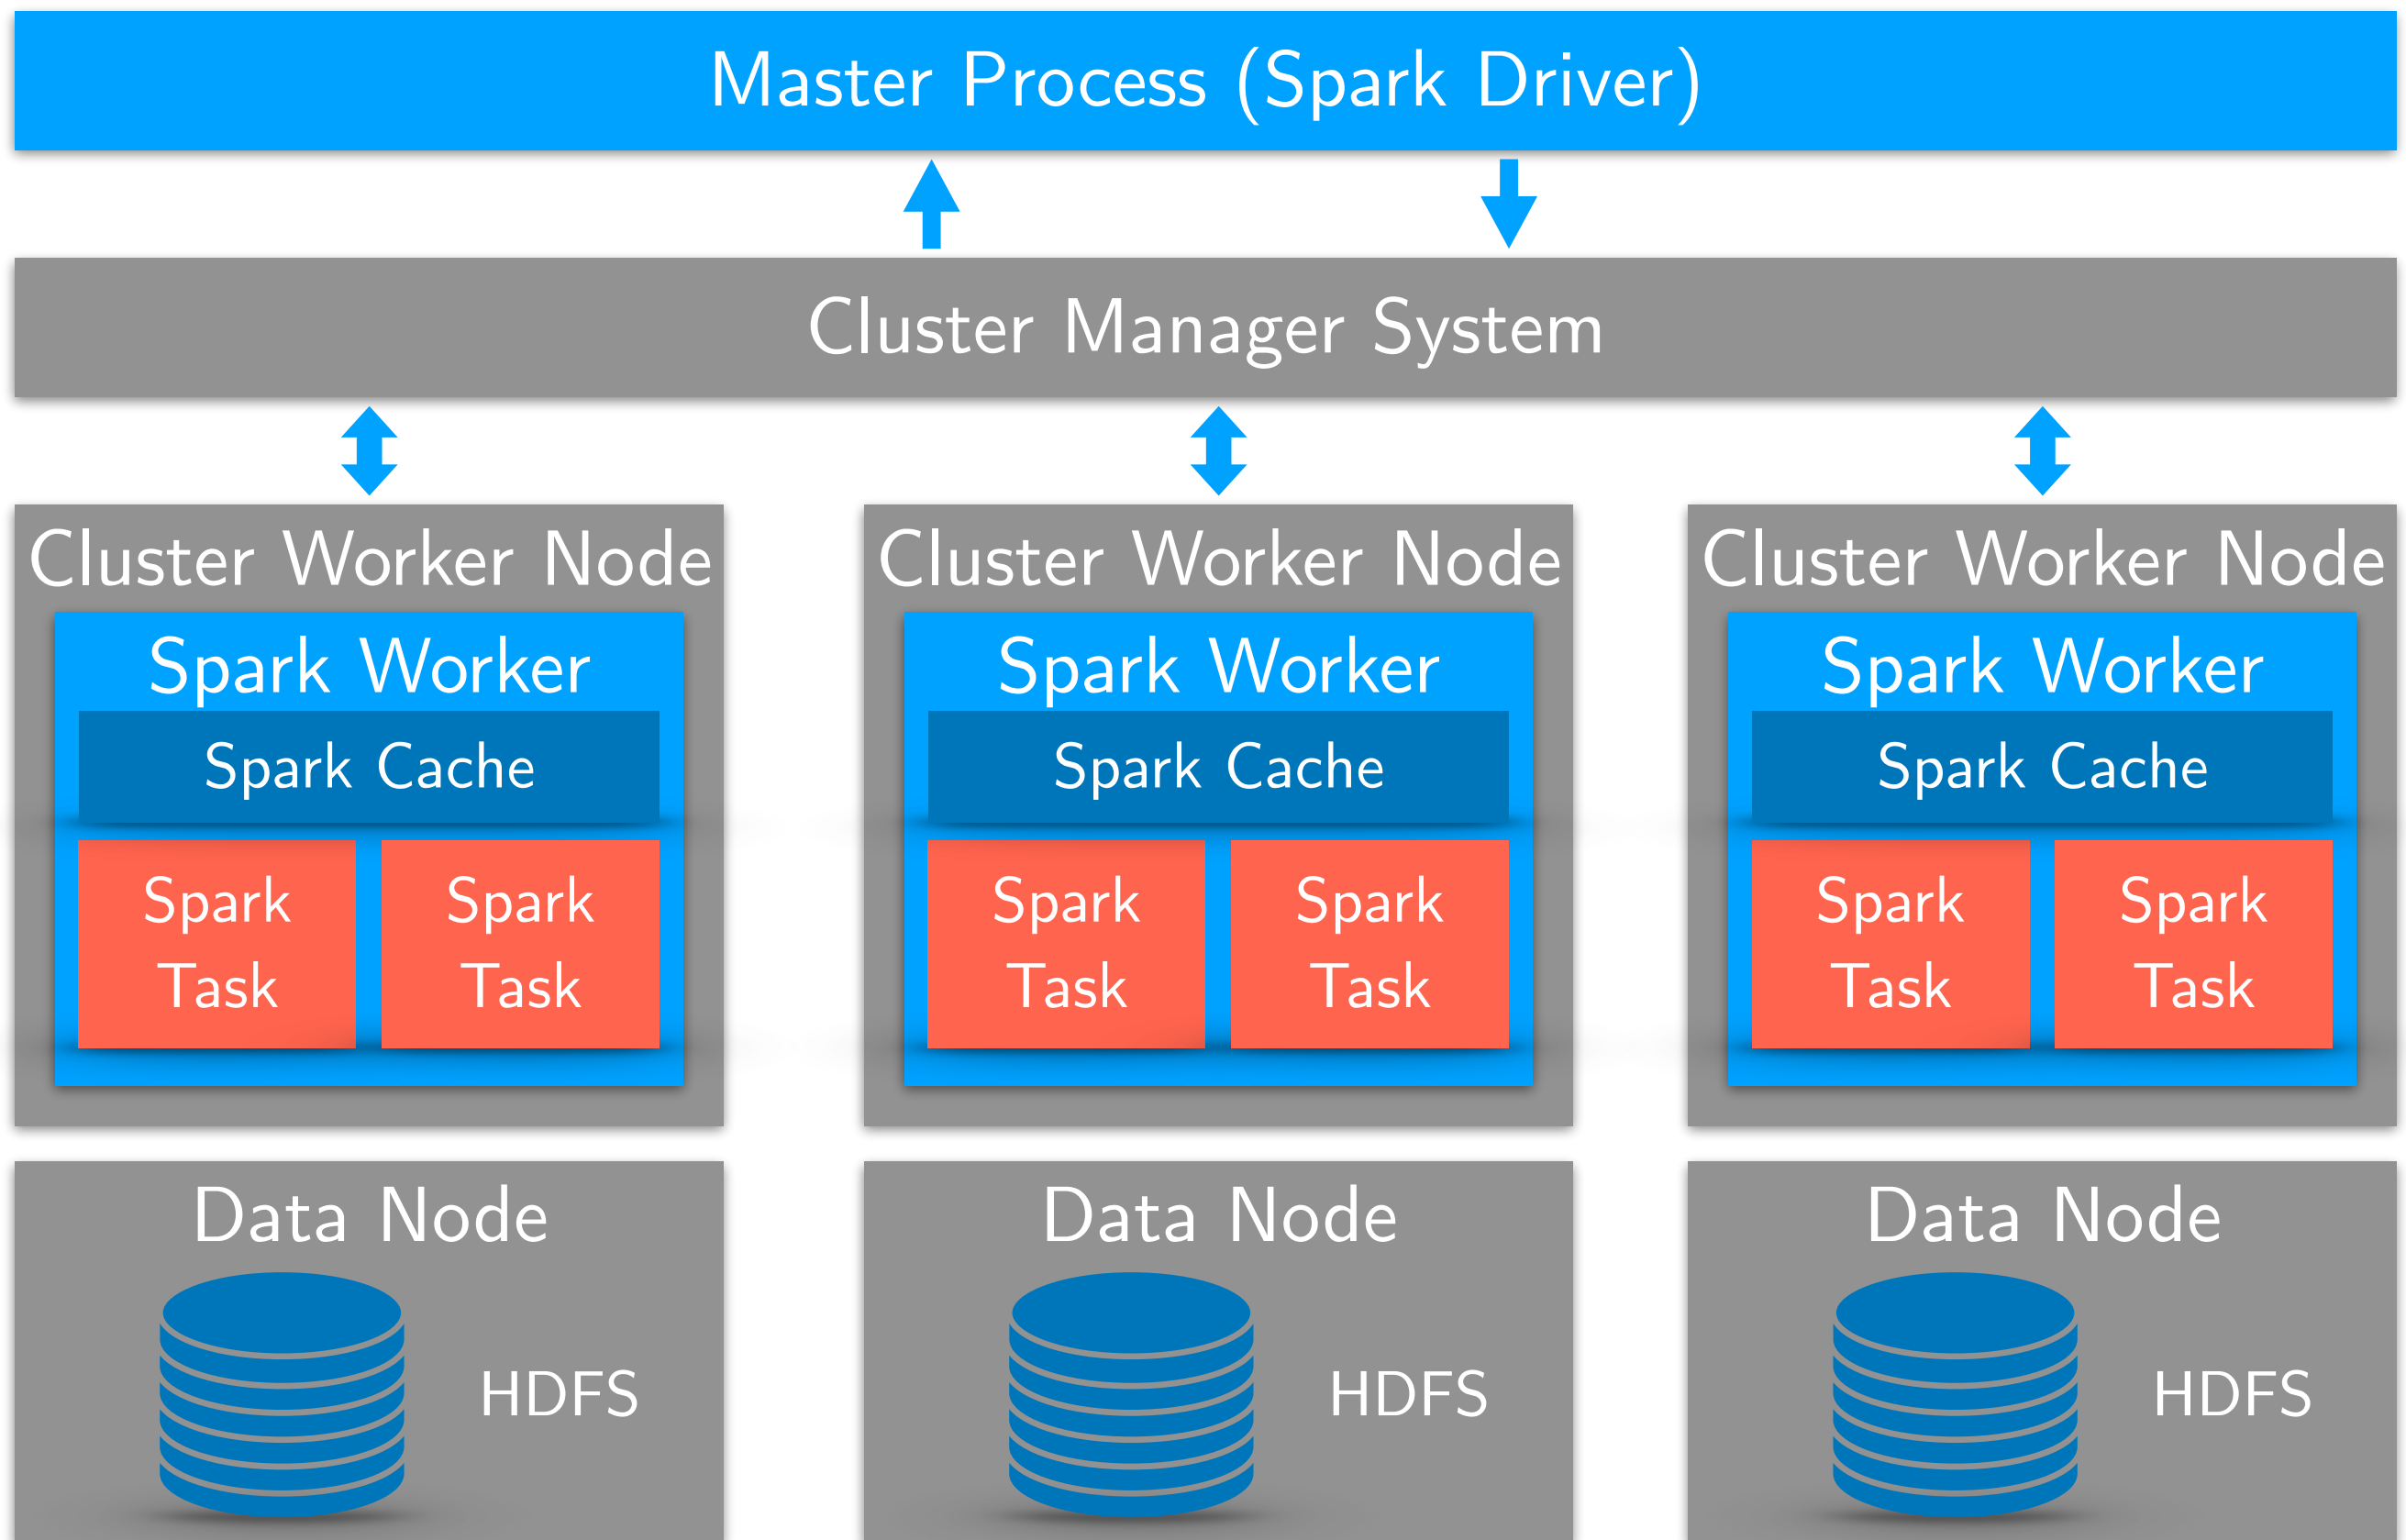 Master Process (Spark Driver)
Cluster Manager System
Cluster Worker Node
Spark Worker
Spark Cache
Spark
Task
Spark
Task
Cluster Worker Node
Spark Worker
Spark Cache
Spark
Task
Spark
Task
Cluster Worker Node
Spark Worker
Spark Cache
Spark
Task
Spark
Task
Data Node
HDFS
Data Node
HDFS
Data Node
HDFS